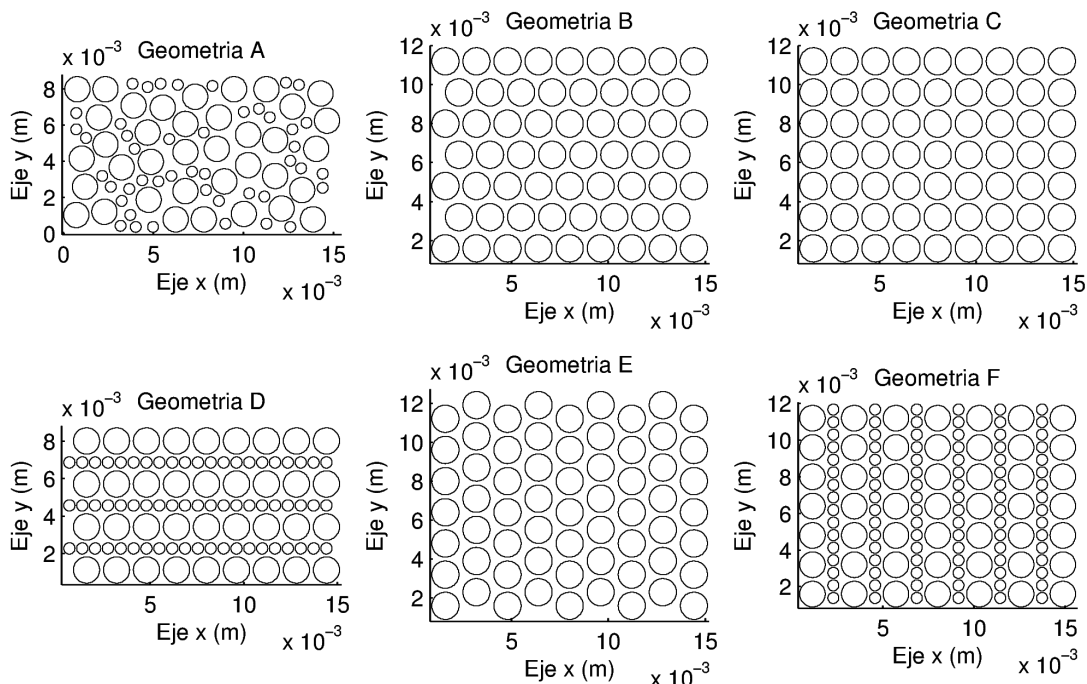 Geometria A
x 10⁻³
8
6
4
2
0
Eje y (m)
0 5 10 15
Eje x (m)
x 10⁻³
Geometria B
x 10⁻³
12
10
8
6
4
2
Eje y (m)
5 10 15
Eje x (m)
x 10⁻³
Geometria C
x 10⁻³
12
10
8
6
4
2
Eje y (m)
5 10 15
Eje x (m)
x 10⁻³
Geometria D
x 10⁻³
8
6
4
2
Eje y (m)
5 10 15
Eje x (m)
x 10⁻³
Geometria E
x 10⁻³
12
10
8
6
4
2
Eje y (m)
5 10 15
Eje x (m)
x 10⁻³
Geometria F
x 10⁻³
12
10
8
6
4
2
Eje y (m)
5 10 15
Eje x (m)
x 10⁻³